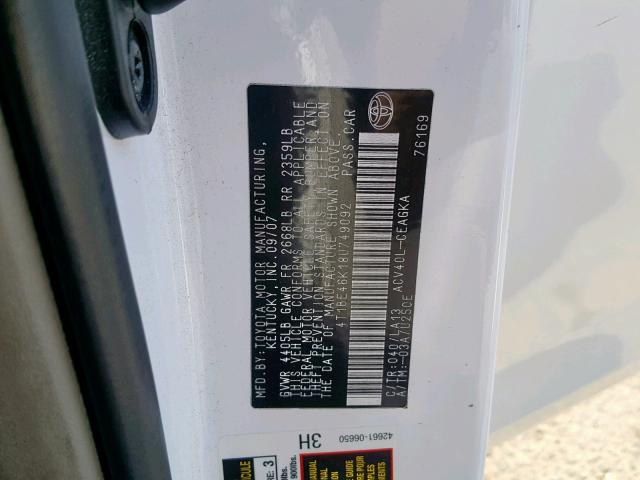 MFD.BY:TOYOTA MOTOR MANUFACTURING,
KENTUCKY, INC. 09/07
GVWR 4405LB GAWR FR 2668LB RR 2359LB
THIS VEHICLE CONFORMS TO ALL APPLICABLE
FEDERAL MOTOR VEHICLE SAFETY, BUMPER, AND
THEFT PREVENTION STANDARDS IN EFFECT ON
THE DATE OF MANUFACTURE SHOWN ABOVE.
4T1BE46K18U749092 PASS.CAR
C/TR:040/LA13 ACV40L-CEAGKA
A/TM:-03A/U250E 76169
42661-06650
3H